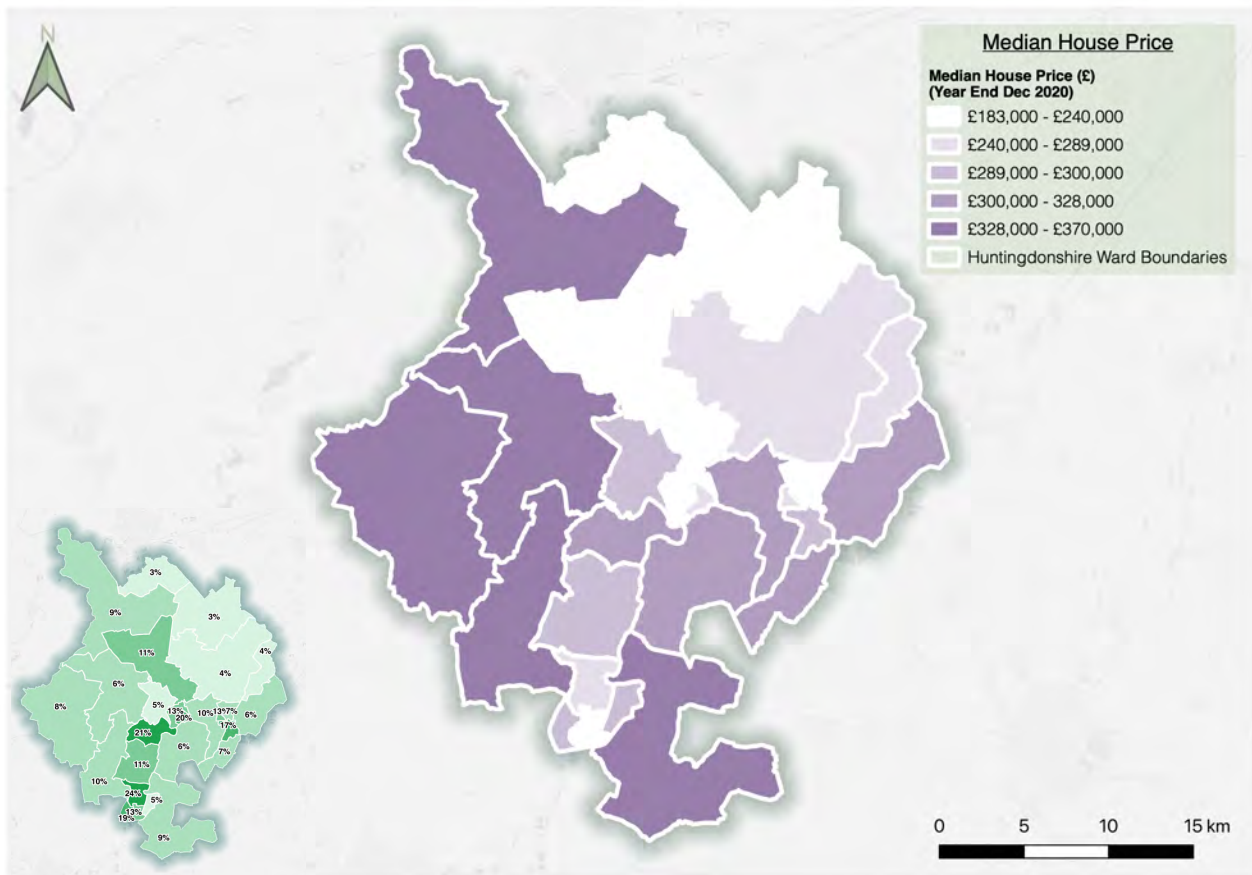 N
Median House Price
Median House Price (£)
(Year End Dec 2020)
£183,000 - £240,000
£240,000 - £289,000
£289,000 - £300,000
£300,000 - 328,000
£328,000 - £370,000
Huntingdonshire Ward Boundaries
3%
9%
3%
11%
4%
4%
6%
8%
5%
13%
20%
10%
13%
7%
6%
17%
21%
6%
7%
11%
10%
24%
5%
13%
19%
9%
0 5 10 15 km